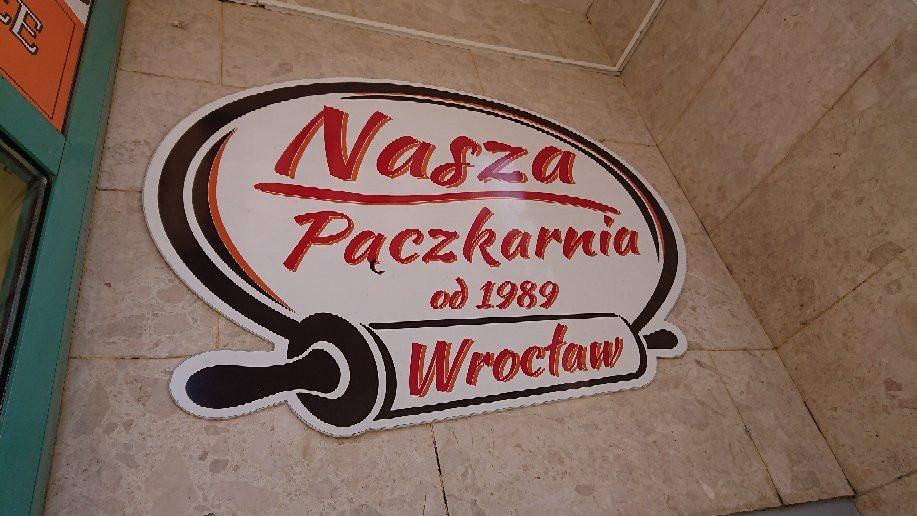 Nasza
Pączkarnia
od 1989
Wrocław